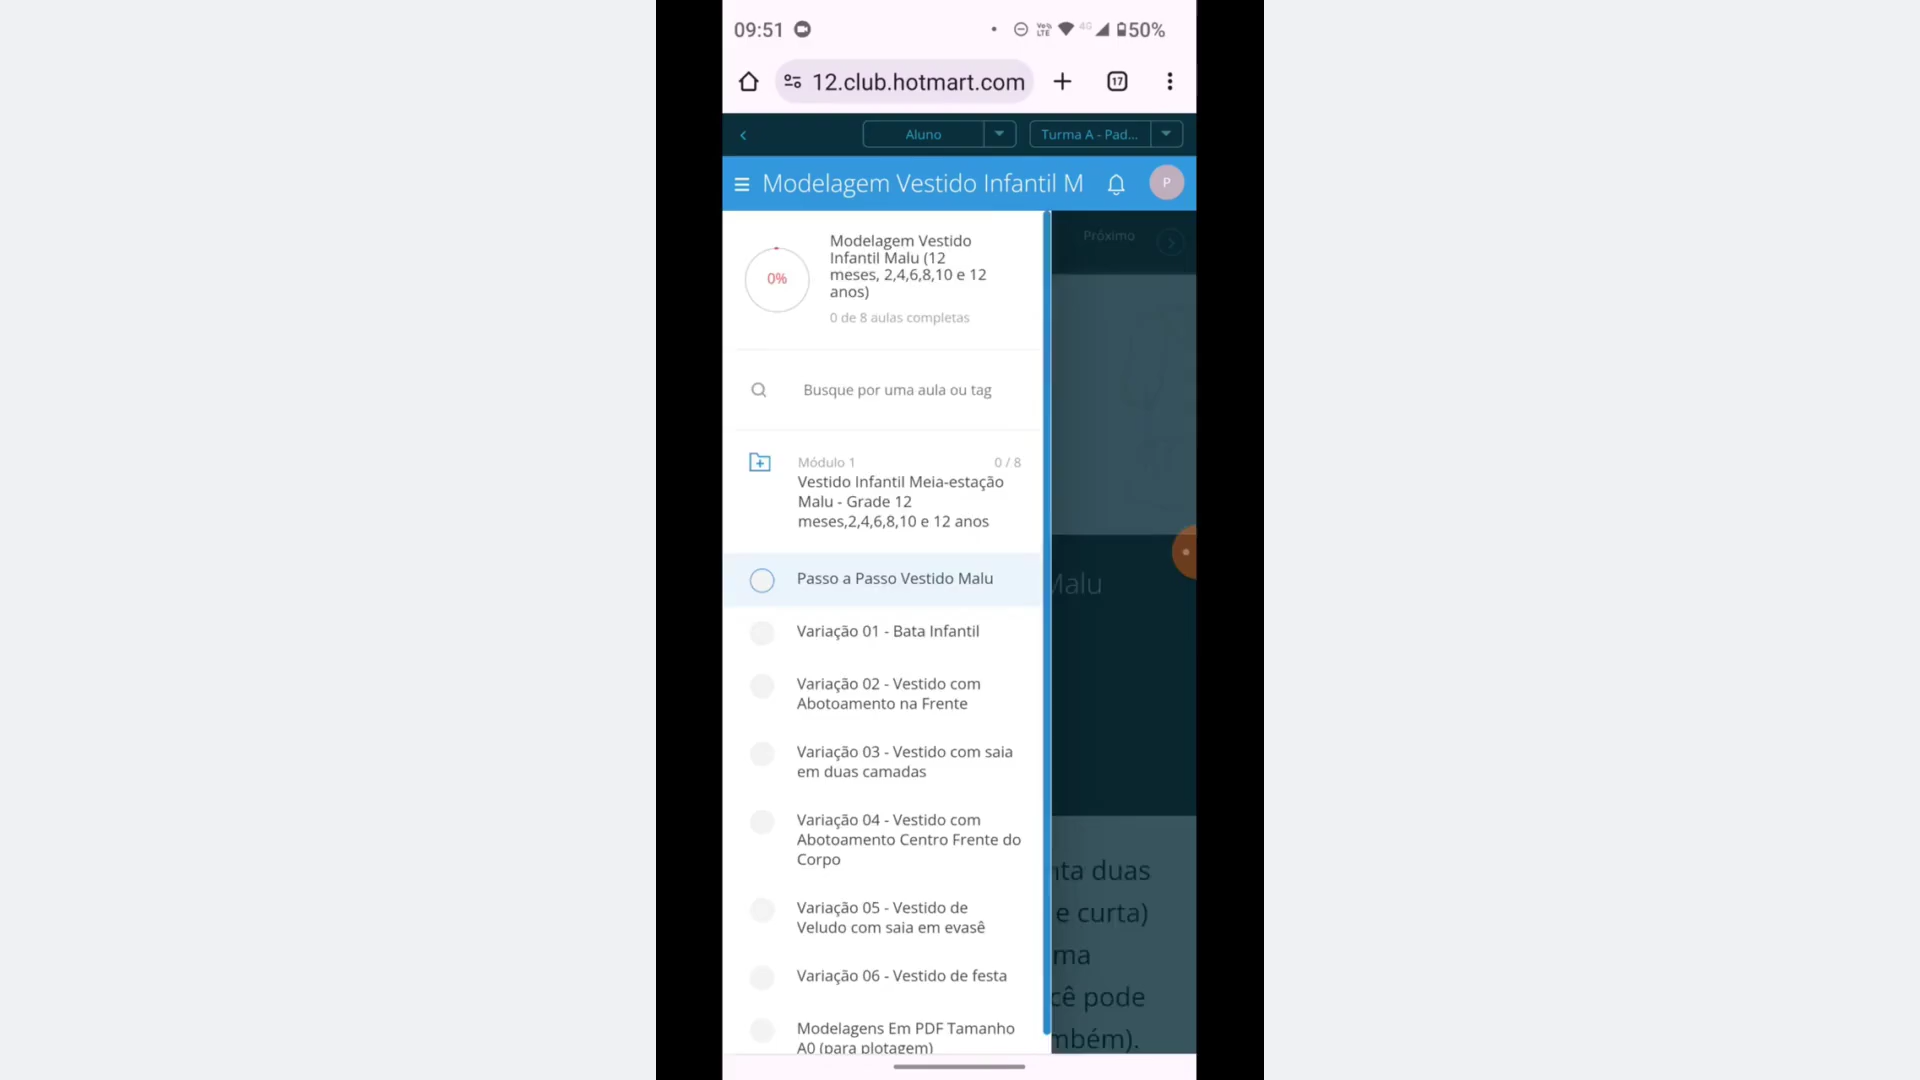 09:51
Vo
LTE
4G
50%
12.club.hotmart.com
17
Aluno
Turma A - Pad...
Modelagem Vestido Infantil M
P
Modelagem Vestido
Infantil Malu (12
meses, 2,4,6,8,10 e 12
anos)
0%
0 de 8 aulas completas
Próximo
Busque por uma aula ou tag
Módulo 1
0 / 8
Vestido Infantil Meia-estação
Malu - Grade 12
meses,2,4,6,8,10 e 12 anos
Passo a Passo Vestido Malu
Malu
Variação 01 - Bata Infantil
Variação 02 - Vestido com
Abotoamento na Frente
Variação 03 - Vestido com saia
em duas camadas
Variação 04 - Vestido com
Abotoamento Centro Frente do
Corpo
Variação 05 - Vestido de
Veludo com saia em evasê
Variação 06 - Vestido de festa
Modelagens Em PDF Tamanho
A0 (para plotagem)
nta duas
e curta)
ma
cê pode
mbém).